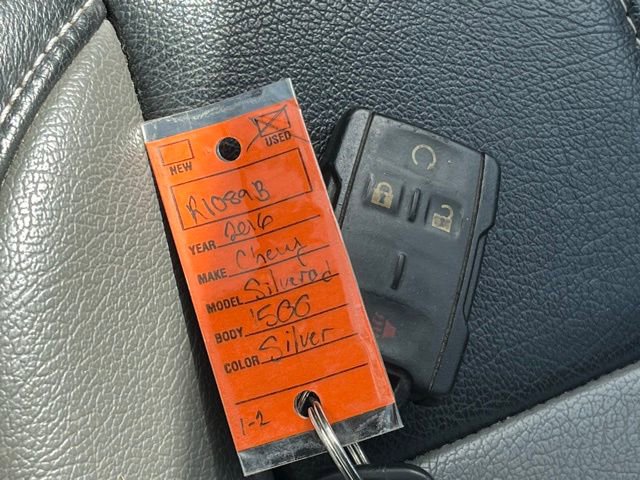 NEW USED
R1089B
YEAR 2016
MAKE Chevy
MODEL Silverad
BODY 1500
COLOR Silver
1-2